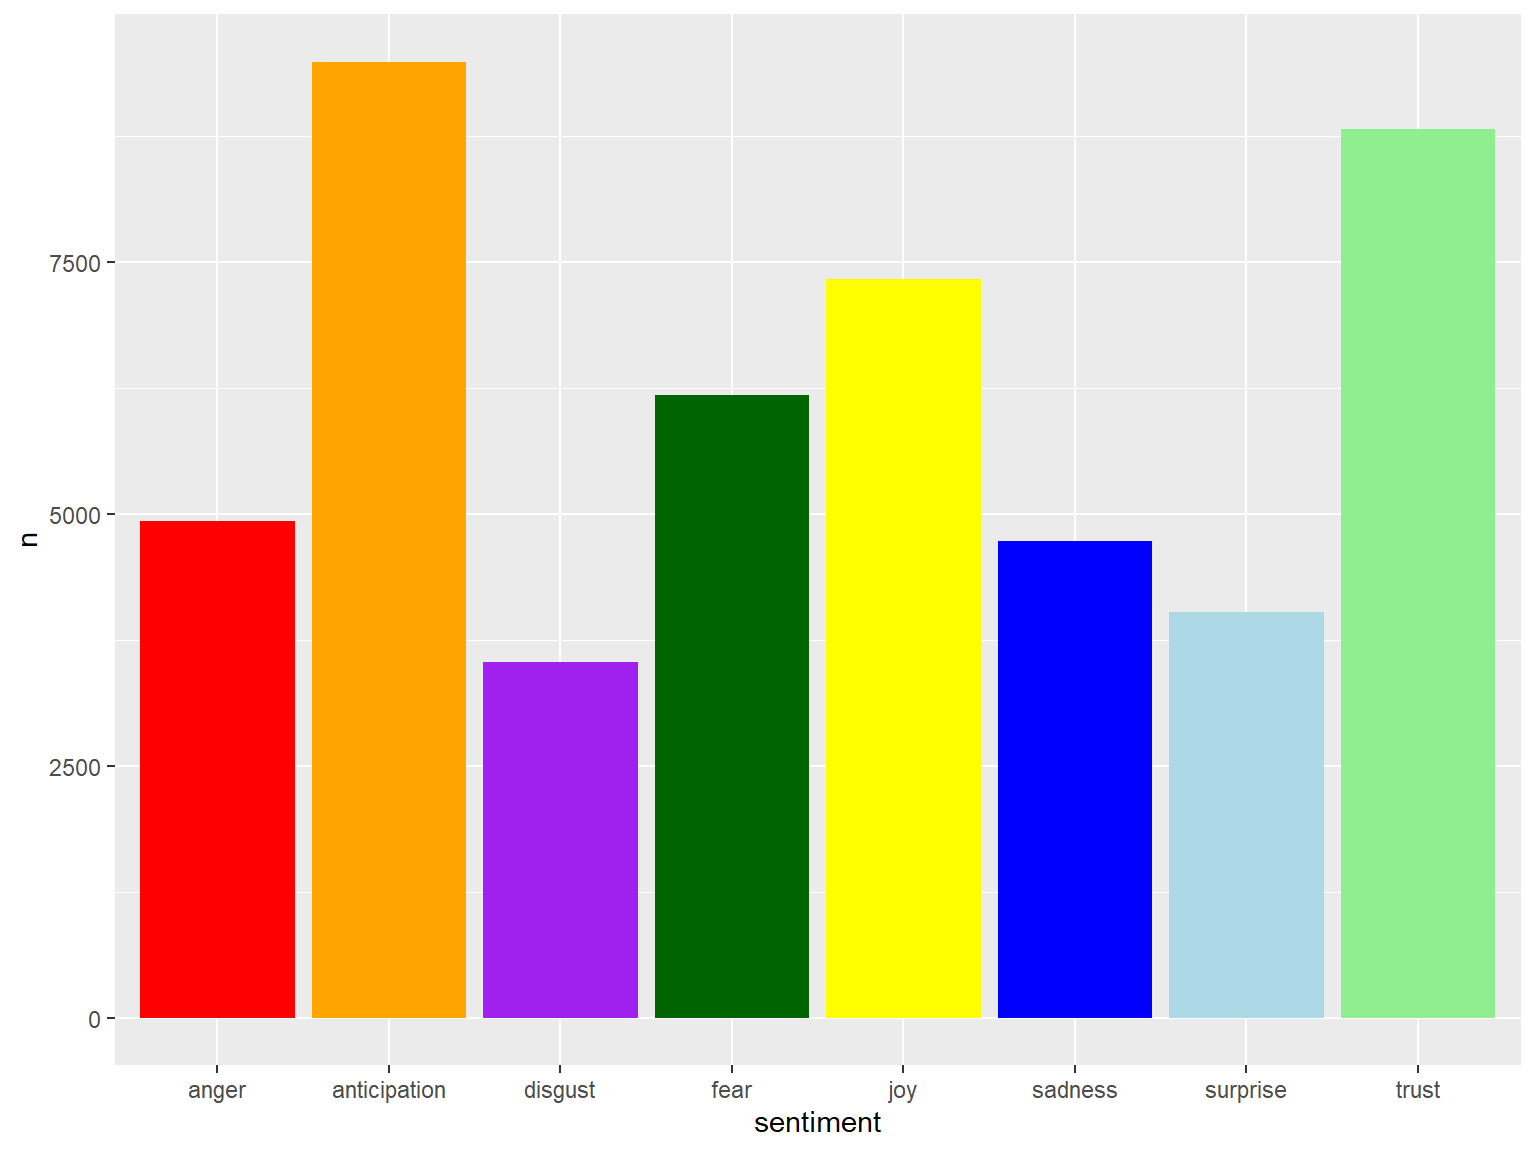 n
7500
5000
2500
0
anger anticipation disgust fear joy sadness surprise trust
sentiment